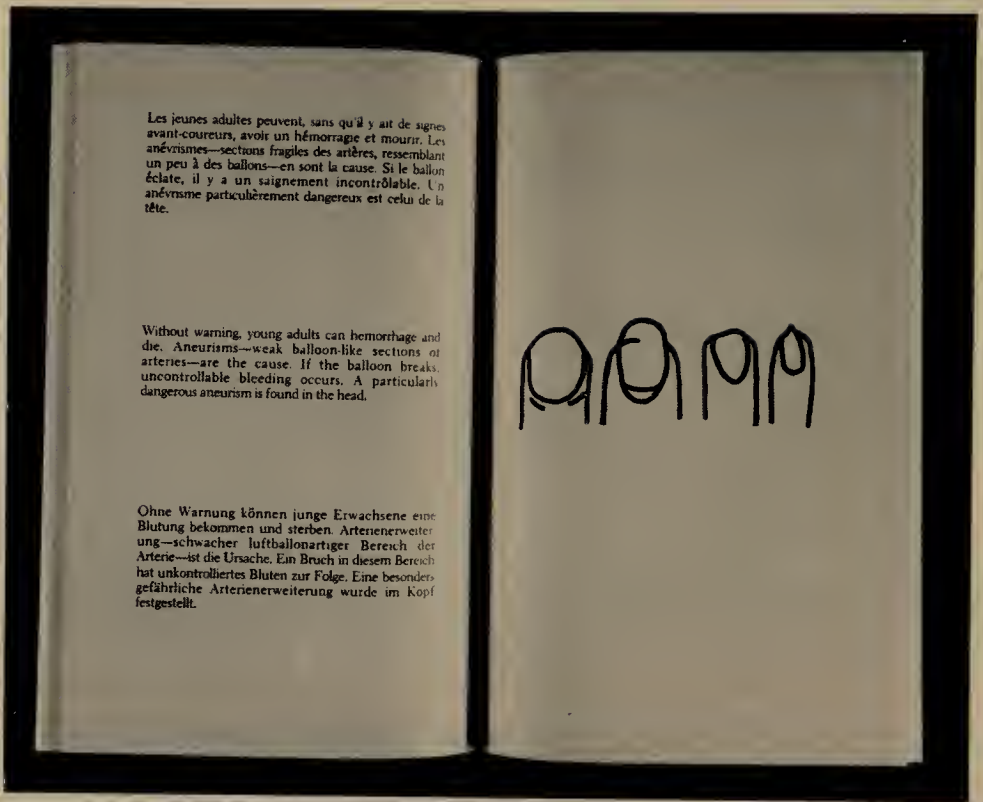 Les jeunes adultes peuvent, sans qu'il y ait de signes
avant-coureurs, avoir un hémorragie et mourir. Les
anévrismes—sections fragiles des artères, ressemblant
un peu à des ballons—en sont la cause. Si le ballon
éclate, il y a un saignement incontrôlable. Un
anévrisme particulièrement dangereux est celui de la
tête.
Without warning, young adults can hemorrhage and
die. Aneurisms—weak balloon-like sections of
arteries—are the cause. If the balloon breaks,
uncontrollable bleeding occurs. A particularly
dangerous aneurism is found in the head.
Ohne Warnung können junge Erwachsene eine
Blutung bekommen und sterben. Arterienerweiter
ung—schwacher luftballonartiger Bereich der
Arterie—ist die Ursache. Ein Bruch in diesem Bereich
hat unkontrolliertes Bluten zur Folge. Eine besonders
gefährliche Arterienerweiterung wurde im Kopf
festgestellt.